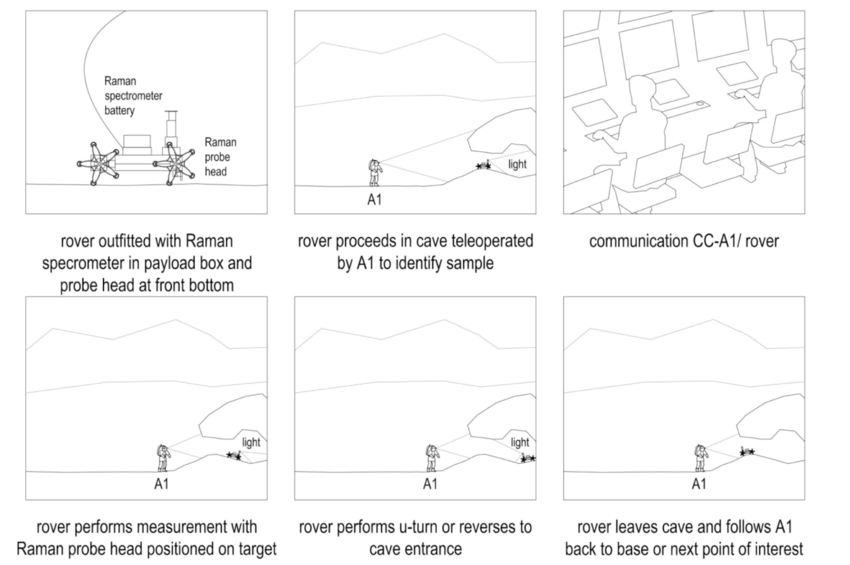 Raman
spectrometer
battery
Raman
probe
head
rover outfitted with Raman
specrometer in payload box and
probe head at front bottom
light
A1
rover proceeds in cave teleoperated
by A1 to identify sample
communication CC-A1/ rover
light
A1
rover performs measurement with
Raman probe head positioned on target
light
A1
rover performs u-turn or reverses to
cave entrance
A1
rover leaves cave and follows A1
back to base or next point of interest